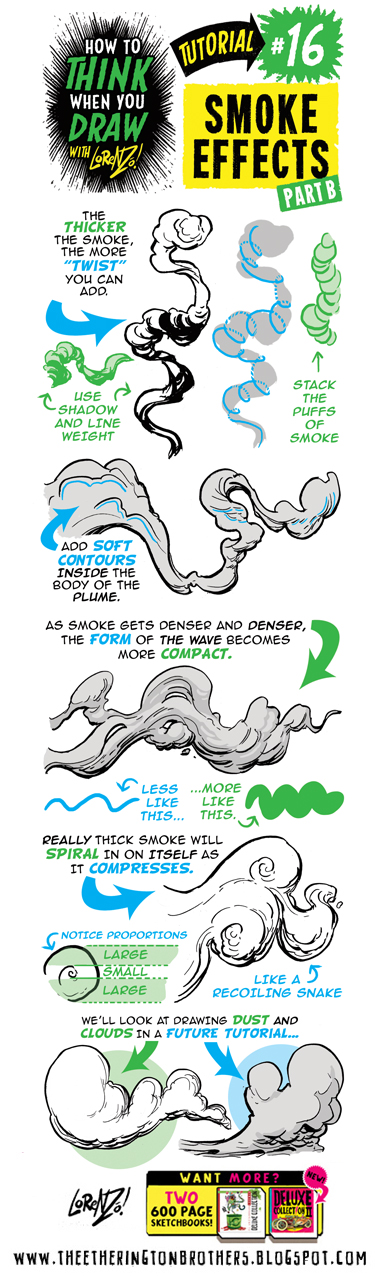 HOW TO
THINK
WHEN YOU
DRAW
WITH LORENZO!
TUTORIAL
#16
SMOKE
EFFECTS
PART B
THE
THICKER
THE SMOKE,
THE MORE
"TWIST"
YOU CAN
ADD.
USE
SHADOW
AND LINE
WEIGHT
STACK
THE
PUFFS
OF
SMOKE
ADD SOFT
CONTOURS
INSIDE THE
BODY OF THE
PLUME.
AS SMOKE GETS DENSER AND DENSER,
THE FORM OF THE WAVE BECOMES
MORE COMPACT.
LESS
LIKE
THIS...
...MORE
LIKE
THIS.
REALLY THICK SMOKE WILL
SPIRAL IN ON ITSELF AS
IT COMPRESSES.
NOTICE PROPORTIONS
LARGE
SMALL
LARGE
LIKE A
RECOILING SNAKE
WE'LL LOOK AT DRAWING DUST AND
CLOUDS IN A FUTURE TUTORIAL...
LORENZO!
WANT MORE?
NEW!
TWO
600 PAGE
SKETCHBOOKS!
DELUXE
COLLECTION II
WWW.THEETHERINGTONBROTHERS.BLOGSPOT.COM